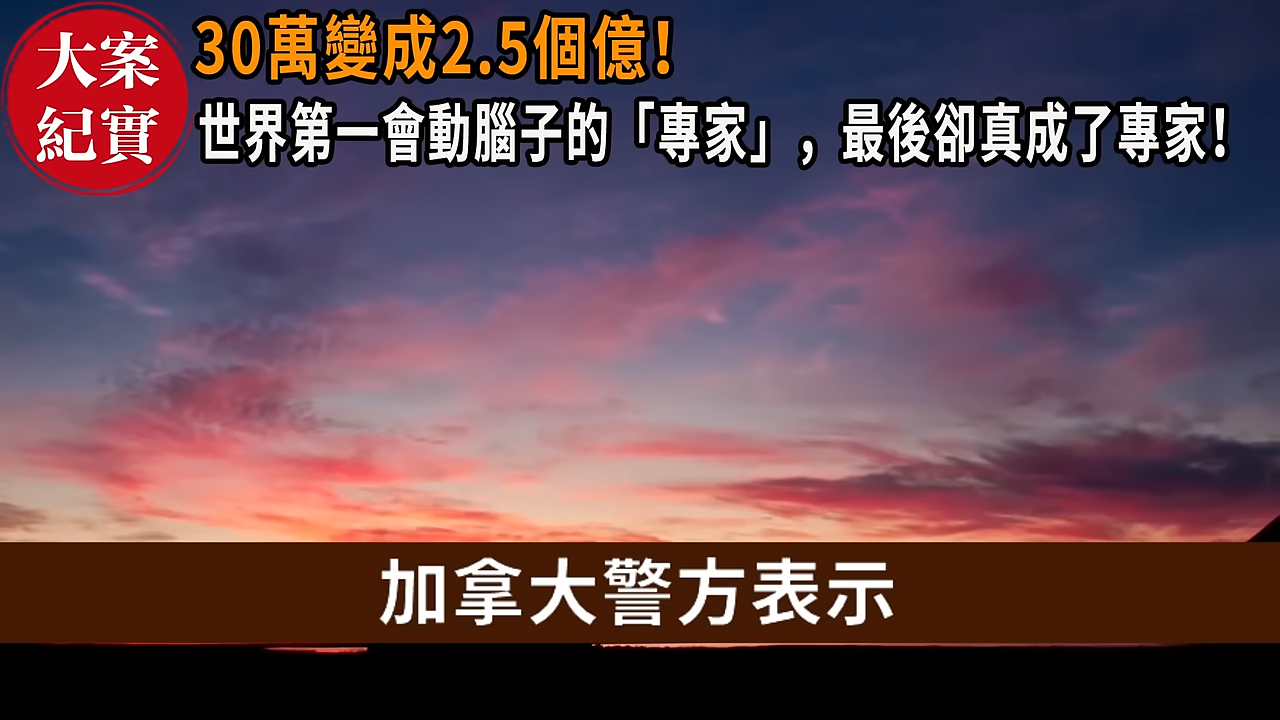 大案
紀實
30萬變成2.5個億！
世界第一會動腦子的「專家」，最後卻真成了專家！
加拿大警方表示